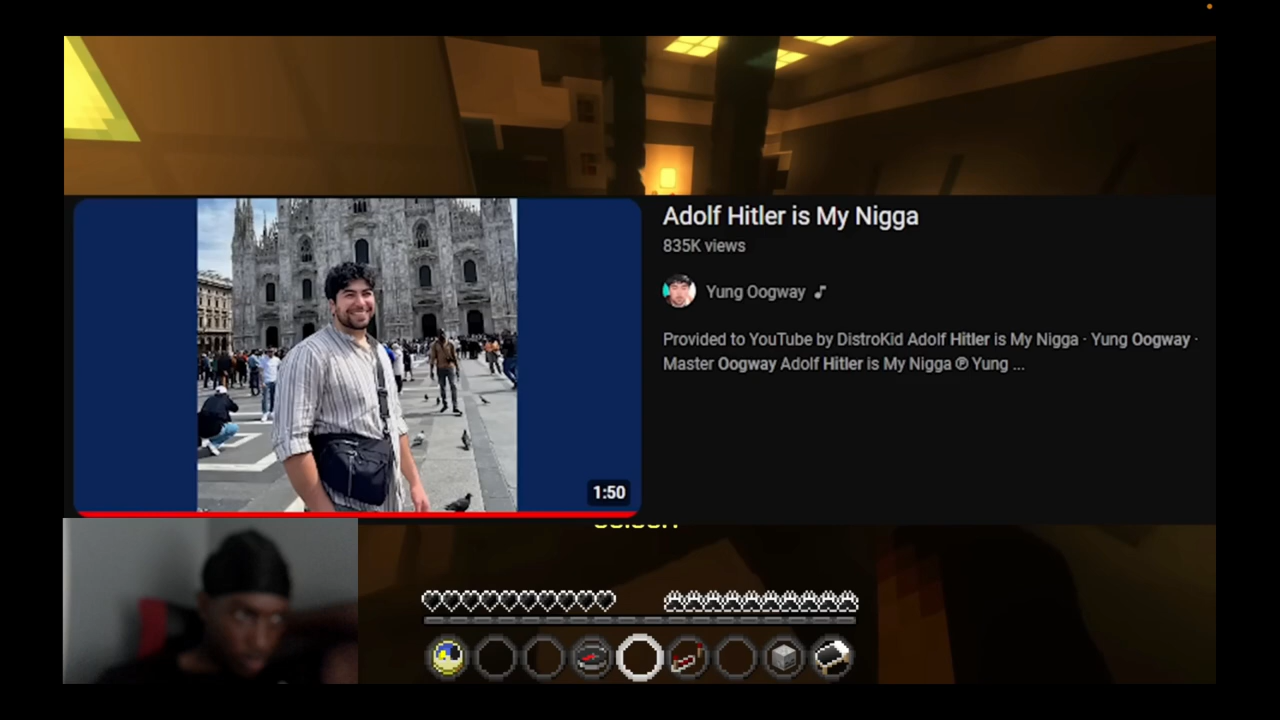 Adolf Hitler is My Nigga
835K views
Yung Oogway
Provided to YouTube by DistroKid Adolf Hitler is My Nigga · Yung Oogway ·
Master Oogway Adolf Hitler is My Nigga ℗ Yung ...
1:50